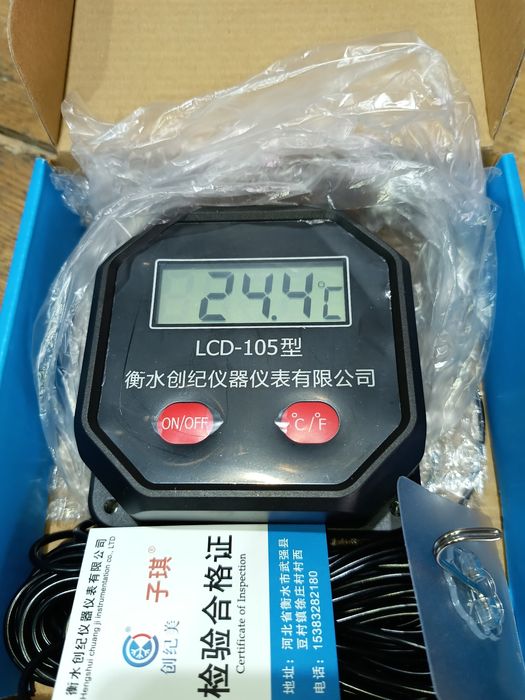 24.4℃
LCD-105型
衡水创纪仪器仪表有限公司
ON/OFF
℃/℉
衡水创纪仪器仪表有限公司
Hengshui chuang ji instrumentation co., LTD
创纪美
子琪®
检验合格证
Certificate of Inspection
地址：河北省衡水市武强县
豆村镇徐庄村村西
电话：15383282180